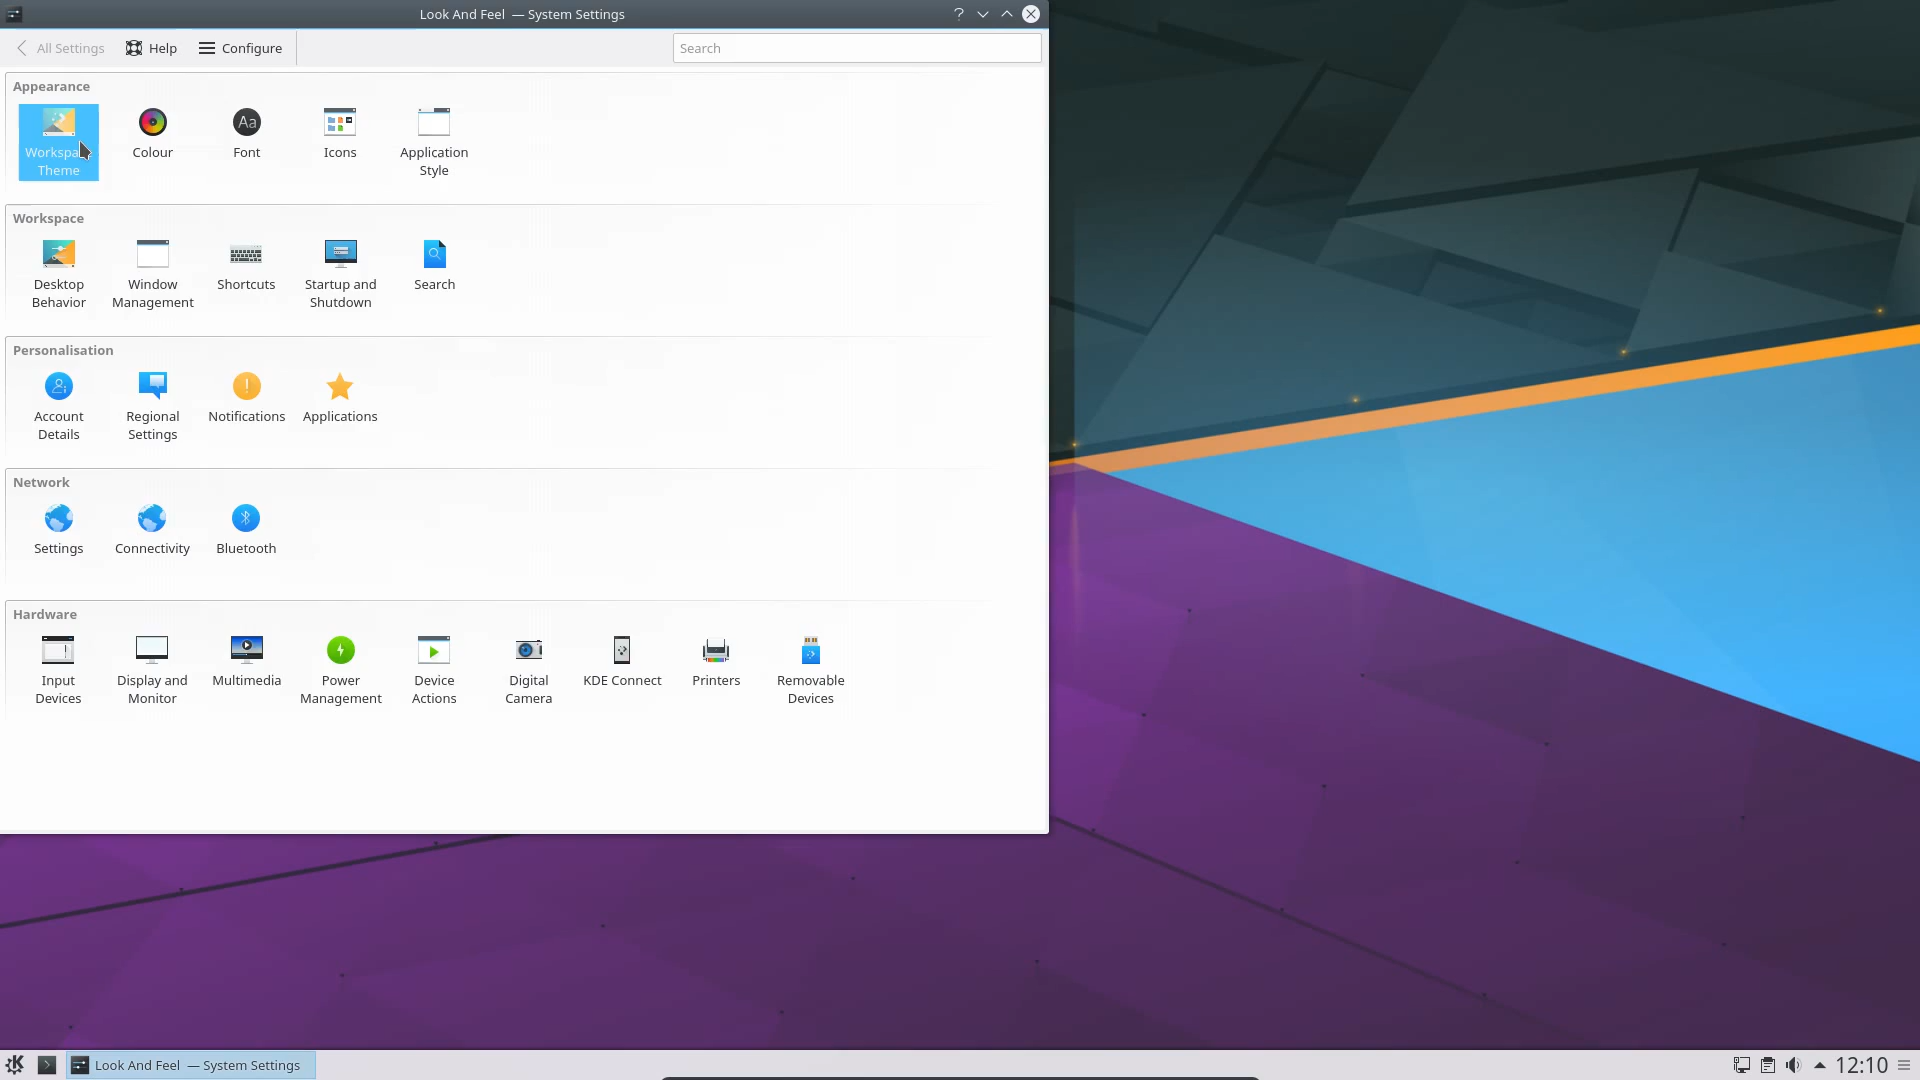 Look And Feel — System Settings
All Settings
Help
Configure
Search
Appearance
Theme
Colour
Aa
Font
Icons
Application
Style
Workspace
Desktop
Behavior
Window
Management
Shortcuts
Startup and
Shutdown
Search
Personalisation
Account
Details
Regional
Settings
Notifications
Applications
Network
Settings
Connectivity
Bluetooth
Hardware
Input
Devices
Display and
Monitor
Multimedia
Power
Management
Device
Actions
Digital
Camera
KDE Connect
Printers
Removable
Devices
Look And Feel — System Settings
12:10